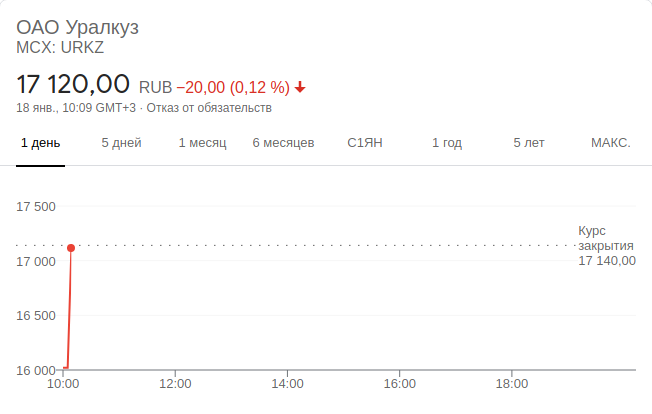 ОАО Уралкуз
MCX: URKZ
17 120,00 RUB −20,00 (0,12 %)
18 янв., 10:09 GMT+3 · Отказ от обязательств
1 день 5 дней 1 месяц 6 месяцев С1ЯН 1 год 5 лет МАКС.
17 500
Курс
закрытия
17 140,00
17 000
16 500
16 000
10:00 12:00 14:00 16:00 18:00